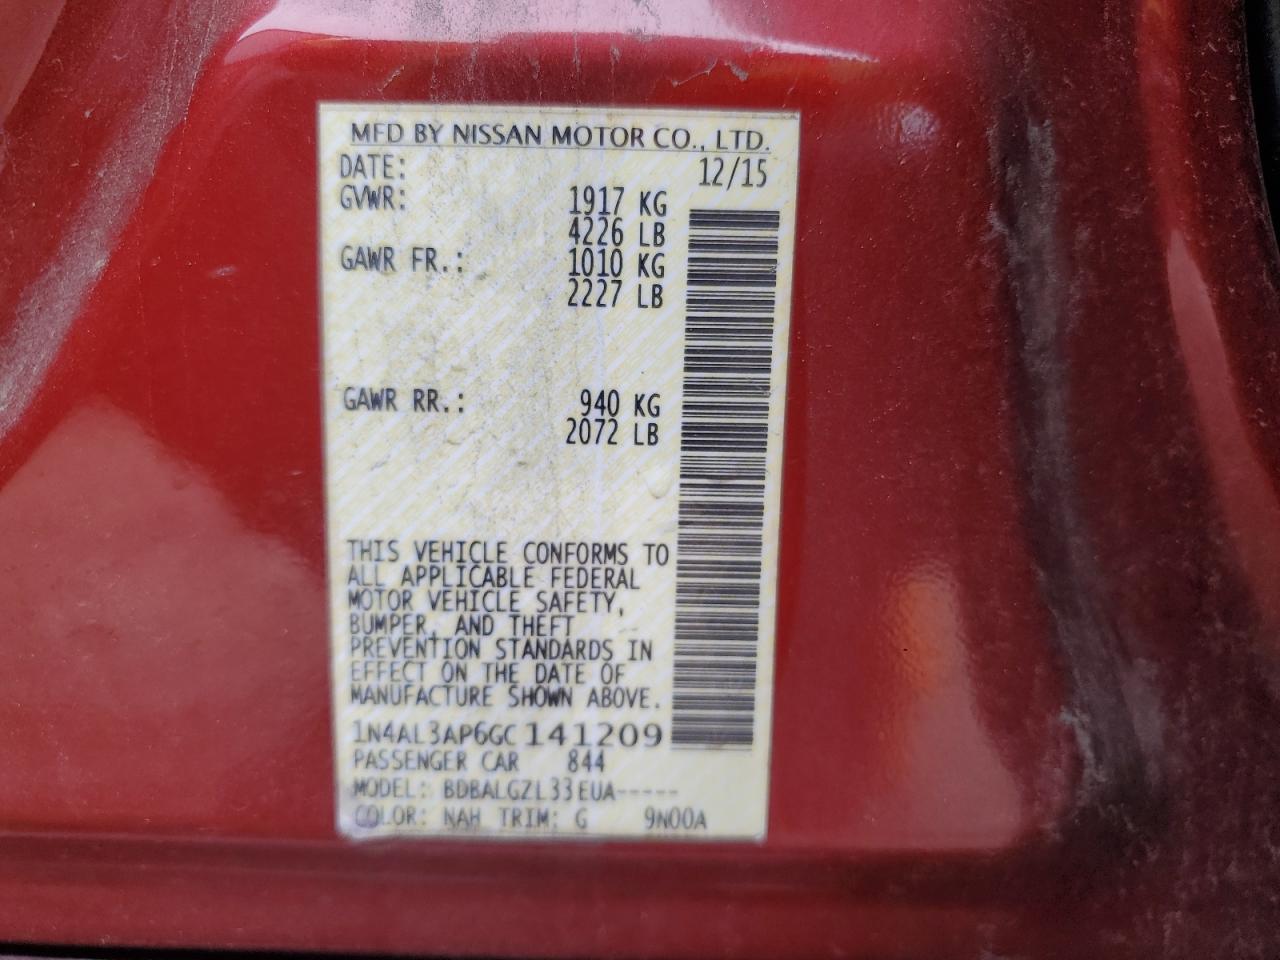 MFD BY NISSAN MOTOR CO., LTD.
DATE: 12/15
GVWR: 1917 KG
4226 LB
GAWR FR.: 1010 KG
2227 LB
GAWR RR.: 940 KG
2072 LB
THIS VEHICLE CONFORMS TO
ALL APPLICABLE FEDERAL
MOTOR VEHICLE SAFETY,
BUMPER, AND THEFT
PREVENTION STANDARDS IN
EFFECT ON THE DATE OF
MANUFACTURE SHOWN ABOVE.
1N4AL3AP6GC141209
PASSENGER CAR 844
MODEL: BDBALGZL33EUA-----
COLOR: NAH TRIM: G 9N00A